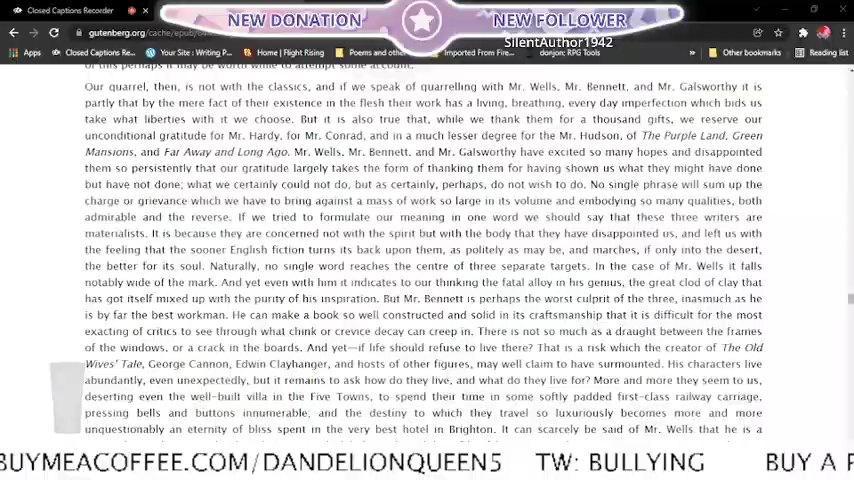 Closed Captions Recorder
NEW DONATION
NEW FOLLOWER
SilentAuthor1942
gutenberg.org/cache/epub/
Apps
Closed Captions Rec...
Your Site : Writing P...
Home | Flight Rising
Poems and other
Imported From Fire...
donjon; RPG Tools
»
Other bookmarks
Reading list
of this perhaps it may be worth while to attempt some account.
Our quarrel, then, is not with the classics, and if we speak of quarrelling with Mr. Wells, Mr. Bennett, and Mr. Galsworthy it is
partly that by the mere fact of their existence in the flesh their work has a living, breathing, every day imperfection which bids us
take what liberties with it we choose. But it is also true that, while we thank them for a thousand gifts, we reserve our
unconditional gratitude for Mr. Hardy, for Mr. Conrad, and in a much lesser degree for the Mr. Hudson, of The Purple Land, Green
Mansions, and Far Away and Long Ago. Mr. Wells, Mr. Bennett, and Mr. Galsworthy have excited so many hopes and disappointed
them so persistently that our gratitude largely takes the form of thanking them for having shown us what they might have done
but have not done; what we certainly could not do, but as certainly, perhaps, do not wish to do. No single phrase will sum up the
charge or grievance which we have to bring against a mass of work so large in its volume and embodying so many qualities, both
admirable and the reverse. If we tried to formulate our meaning in one word we should say that these three writers are
materialists. It is because they are concerned not with the spirit but with the body that they have disappointed us, and left us with
the feeling that the sooner English fiction turns its back upon them, as politely as may be, and marches, if only into the desert,
the better for its soul. Naturally, no single word reaches the centre of three separate targets. In the case of Mr. Wells it falls
notably wide of the mark. And yet even with him it indicates to our thinking the fatal alloy in his genius, the great clod of clay that
has got itself mixed up with the purity of his inspiration. But Mr. Bennett is perhaps the worst culprit of the three, inasmuch as he
is by far the best workman. He can make a book so well constructed and solid in its craftsmanship that it is difficult for the most
exacting of critics to see through what chink or crevice decay can creep in. There is not so much as a draught between the frames
of the windows, or a crack in the boards. And yet—if life should refuse to live there? That is a risk which the creator of The Old
Wives' Tale, George Cannon, Edwin Clayhanger, and hosts of other figures, may well claim to have surmounted. His characters live
abundantly, even unexpectedly, but it remains to ask how do they live, and what do they live for? More and more they seem to us,
deserting even the well-built villa in the Five Towns, to spend their time in some softly padded first-class railway carriage,
pressing bells and buttons innumerable; and the destiny to which they travel so luxuriously becomes more and more
unquestionably an eternity of bliss spent in the very best hotel in Brighton. It can scarcely be said of Mr. Wells that he is a
BUYMEACOFFEE.COM/DANDELIONQUEEN5 TW: BULLYING BUY A